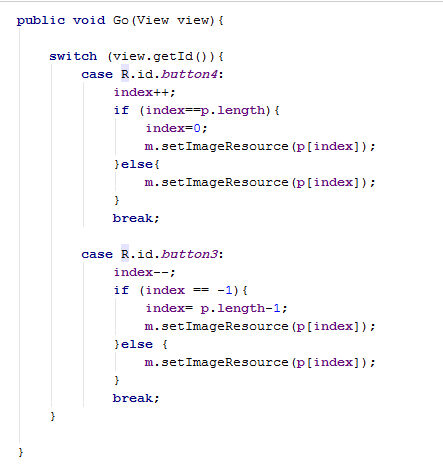 public void Go(View view){
switch (view.getId()){
case R.id.button4:
index++;
if (index==p.length){
index=0;
m.setImageResource(p[index]);
}else{
m.setImageResource(p[index]);
}
break;
case R.id.button3:
index--;
if (index == -1){
index= p.length-1;
m.setImageResource(p[index]);
}else {
m.setImageResource(p[index]);
}
break;
}
}